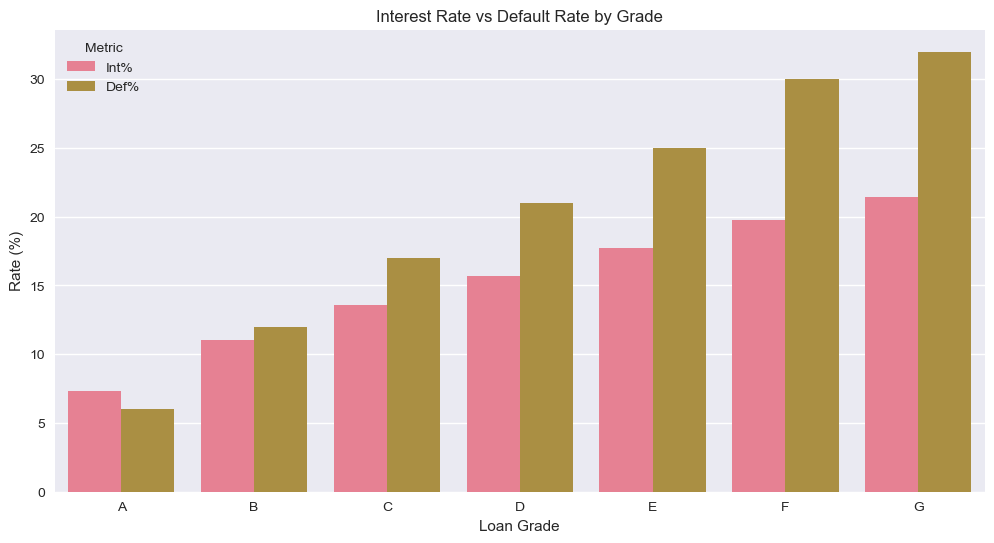 Interest Rate vs Default Rate by Grade
Metric
Int%
Def%
Rate (%)
30
25
20
15
10
5
0
A B C D E F G
Loan Grade